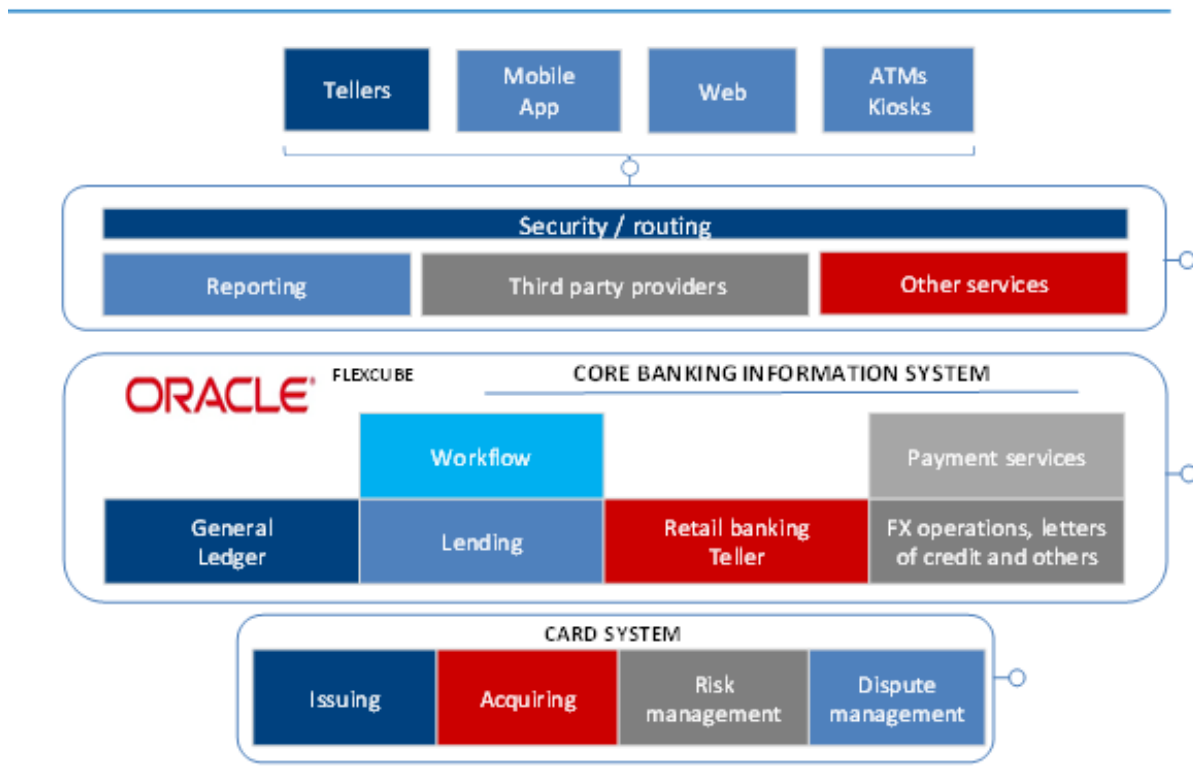 Tellers
Mobile
App
Web
ATMs
Kiosks
Security / routing
Reporting
Third party providers
Other services
ORACLE®
FLEXCUBE
CORE BANKING INFORMATION SYSTEM
Workflow
Payment services
General
Ledger
Lending
Retail banking
Teller
FX operations, letters
of credit and others
CARD SYSTEM
Issuing
Acquiring
Risk
management
Dispute
management